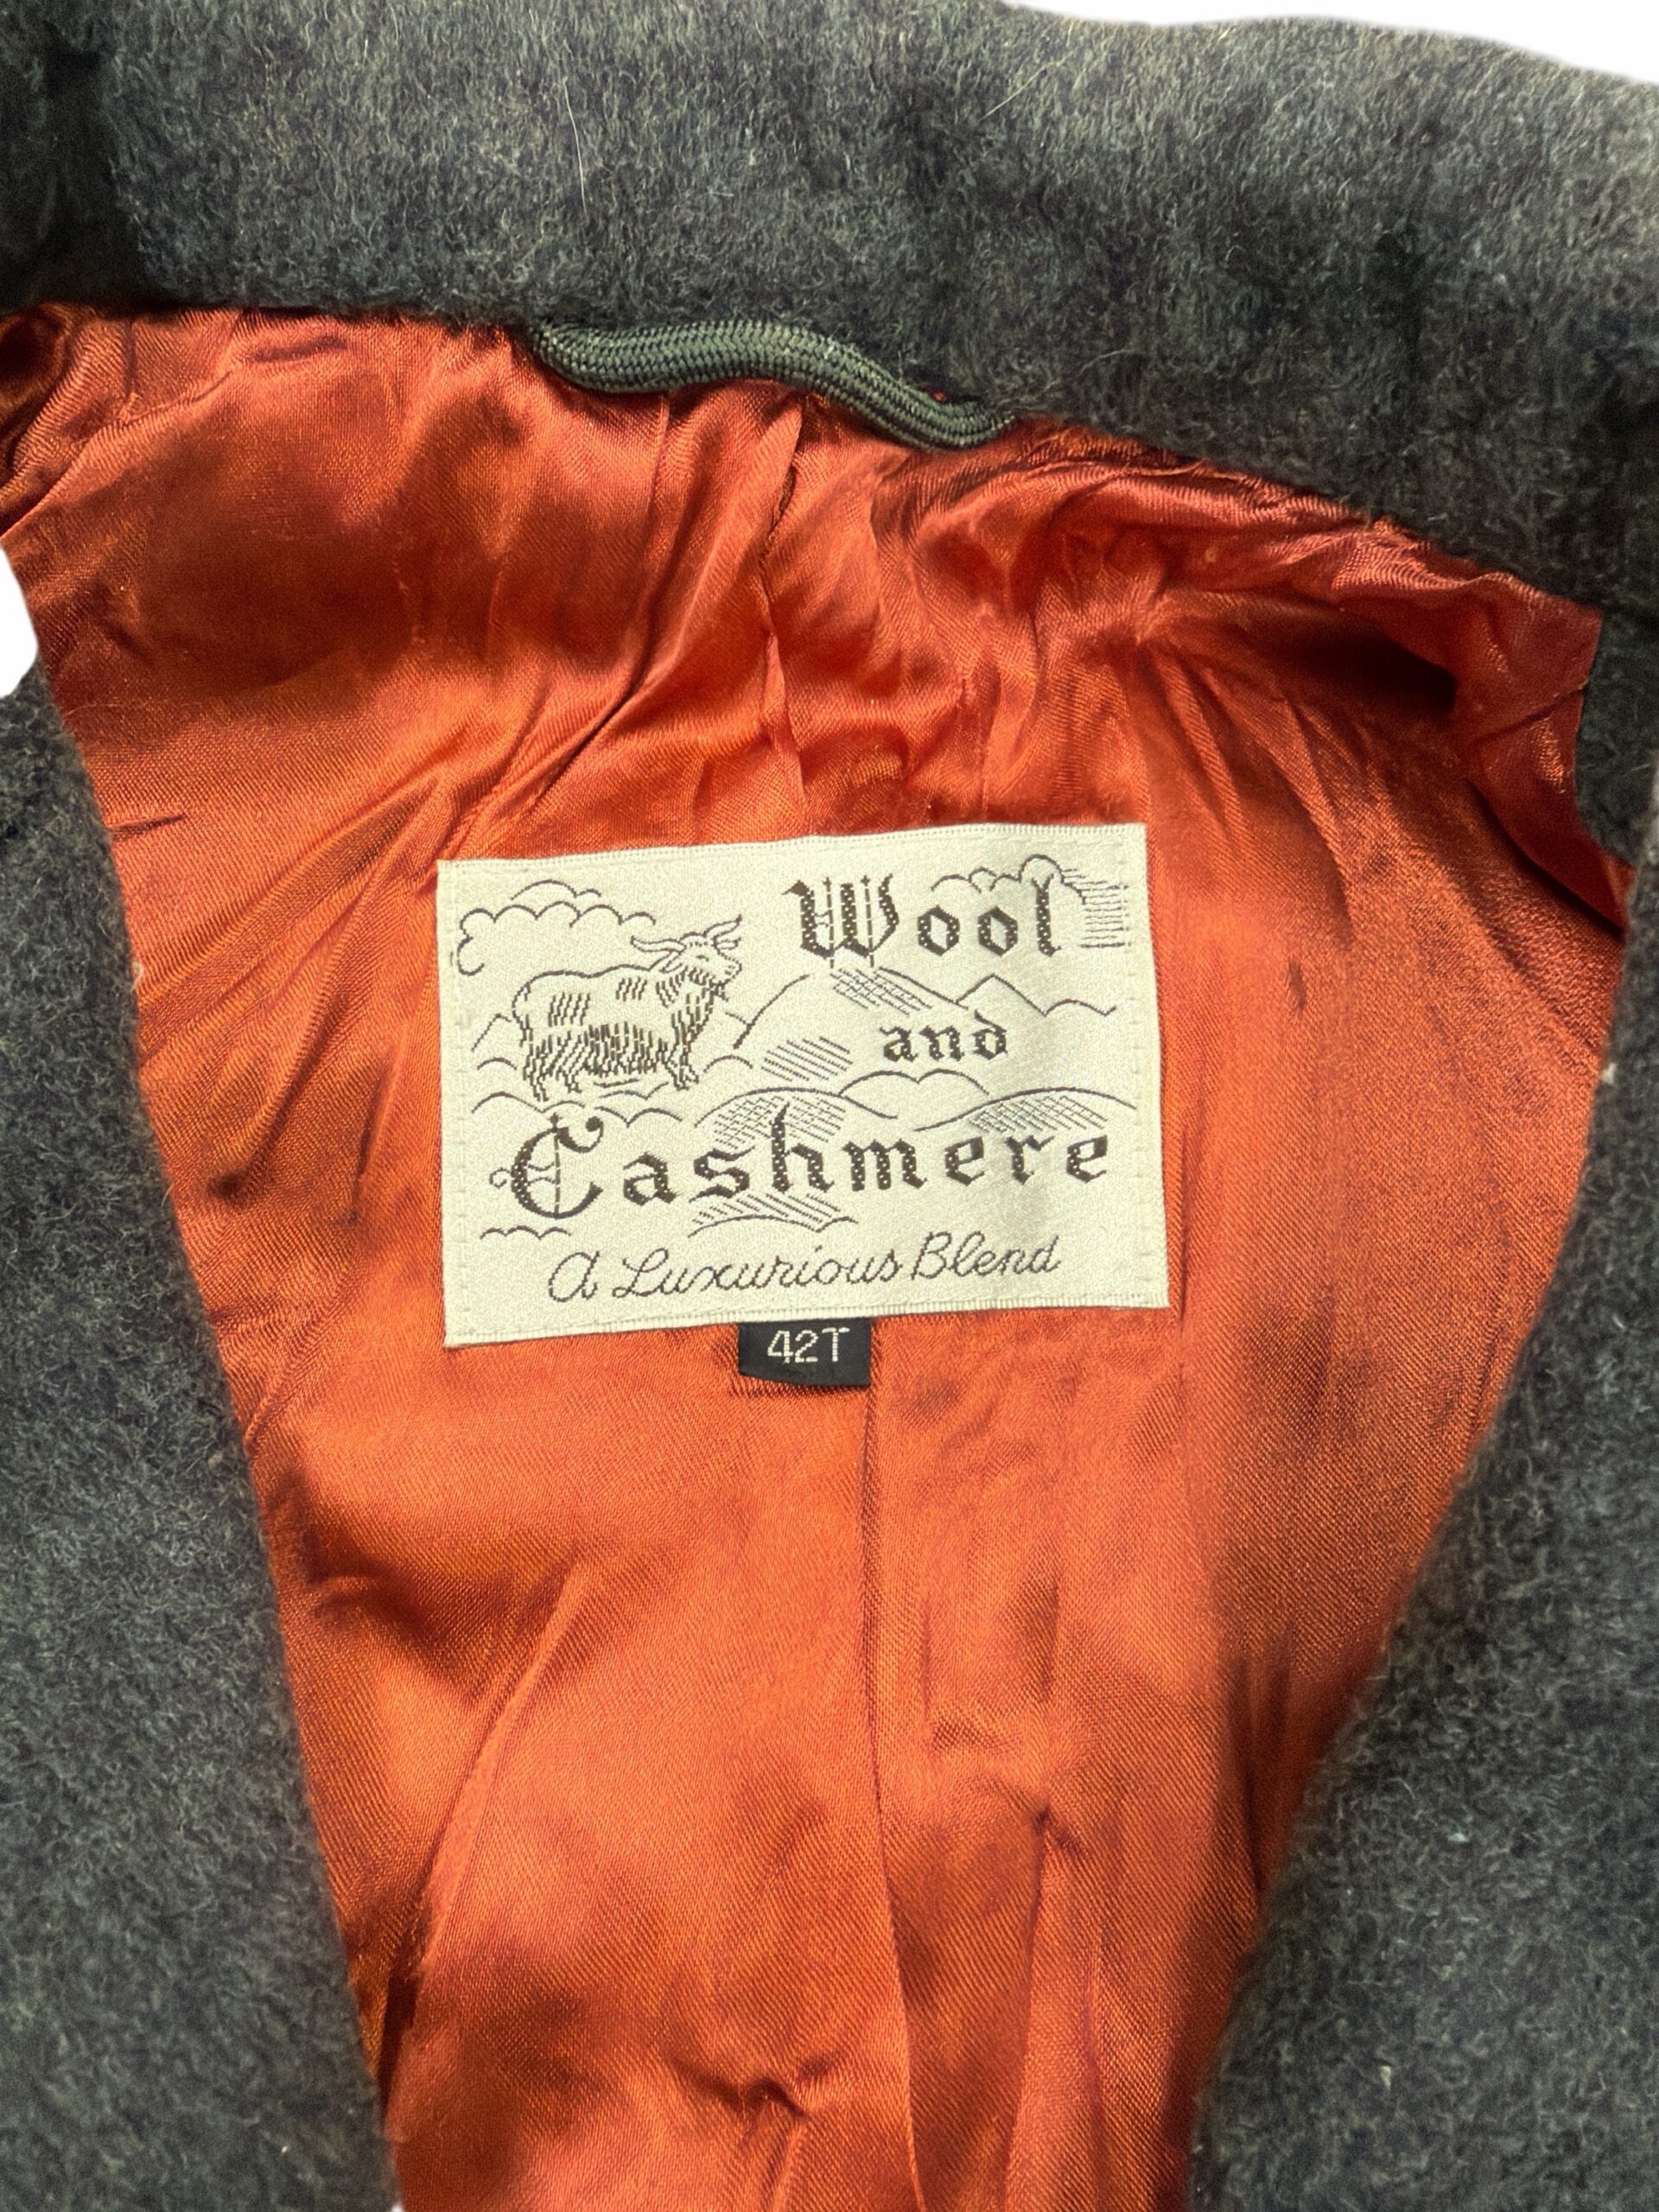 Wool
and
Cashmere
A Luxurious Blend
42T